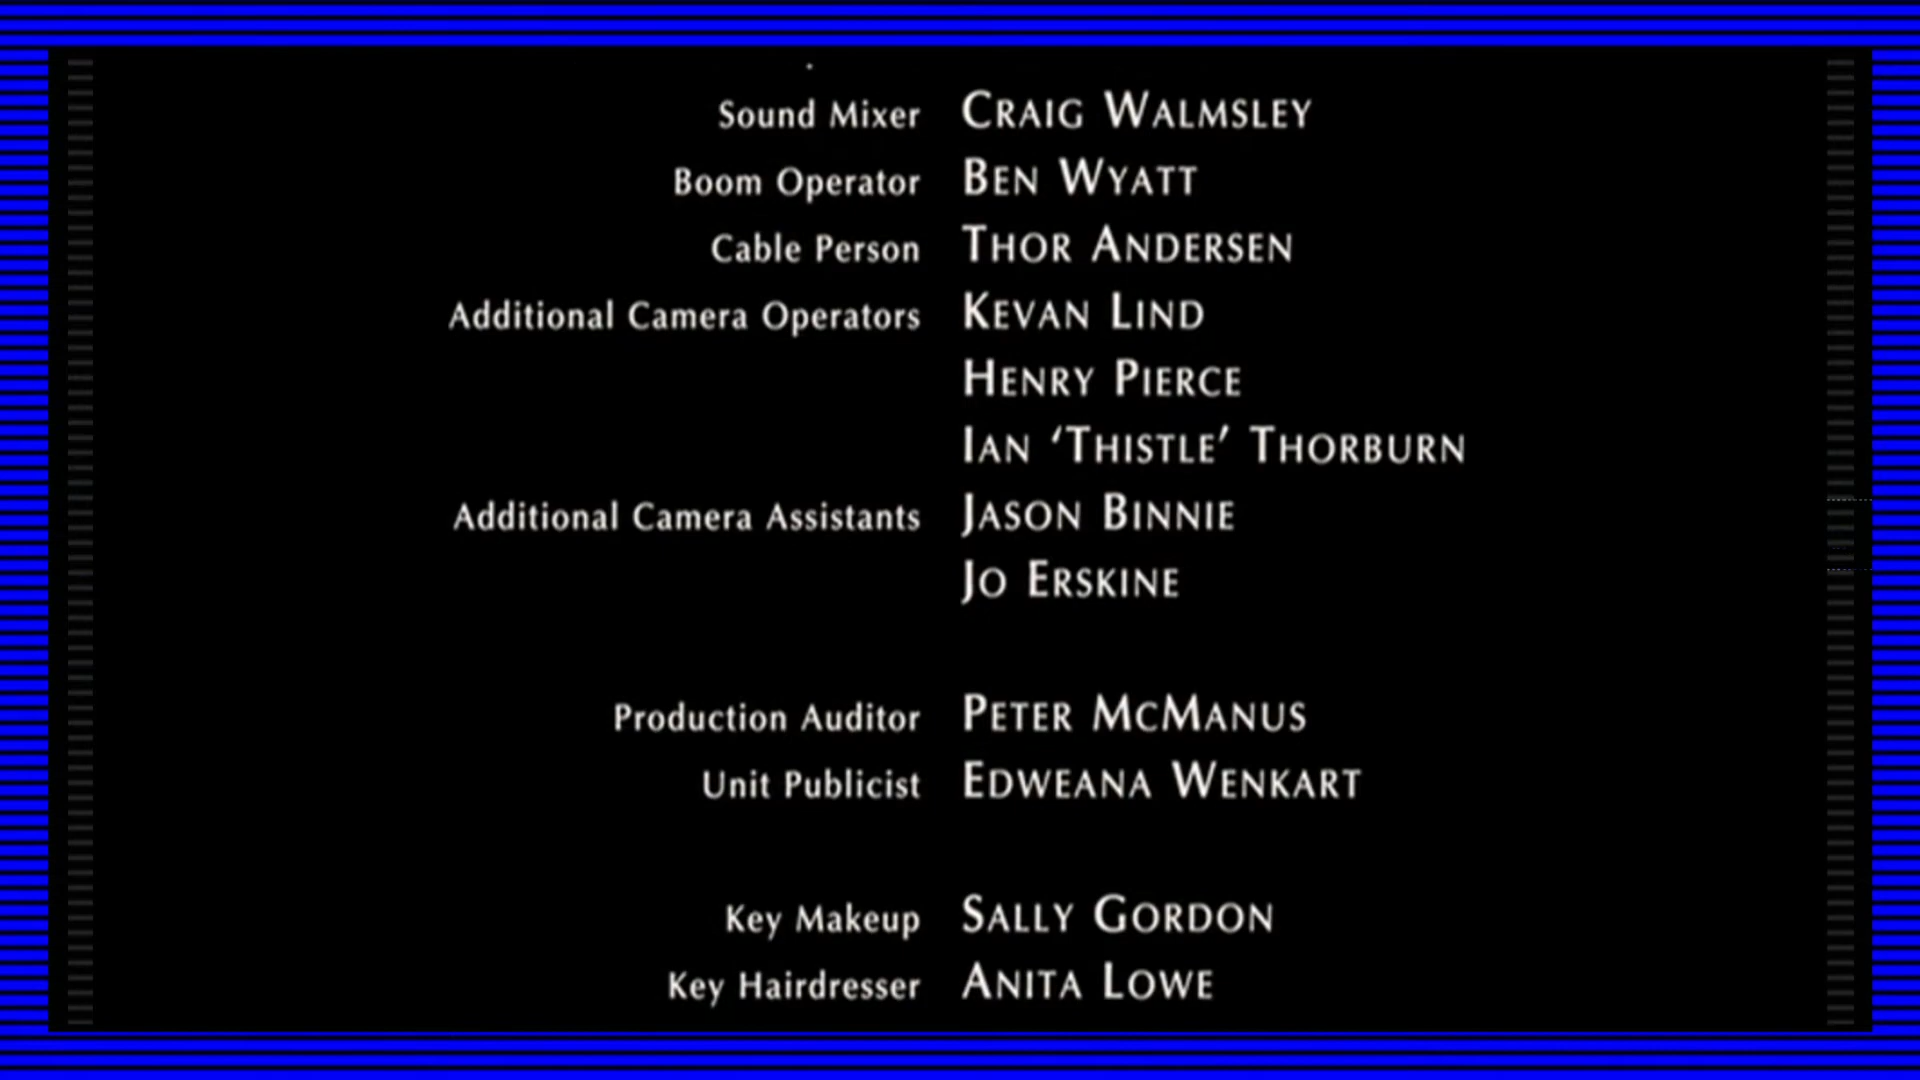 Sound Mixer Craig Walmsley
Boom Operator Ben Wyatt
Cable Person Thor Andersen
Additional Camera Operators Kevan Lind
Henry Pierce
Ian ‘Thistle’ Thorburn
Additional Camera Assistants Jason Binnie
Jo Erskine
Production Auditor Peter McManus
Unit Publicist Edweana Wenkart
Key Makeup Sally Gordon
Key Hairdresser Anita Lowe